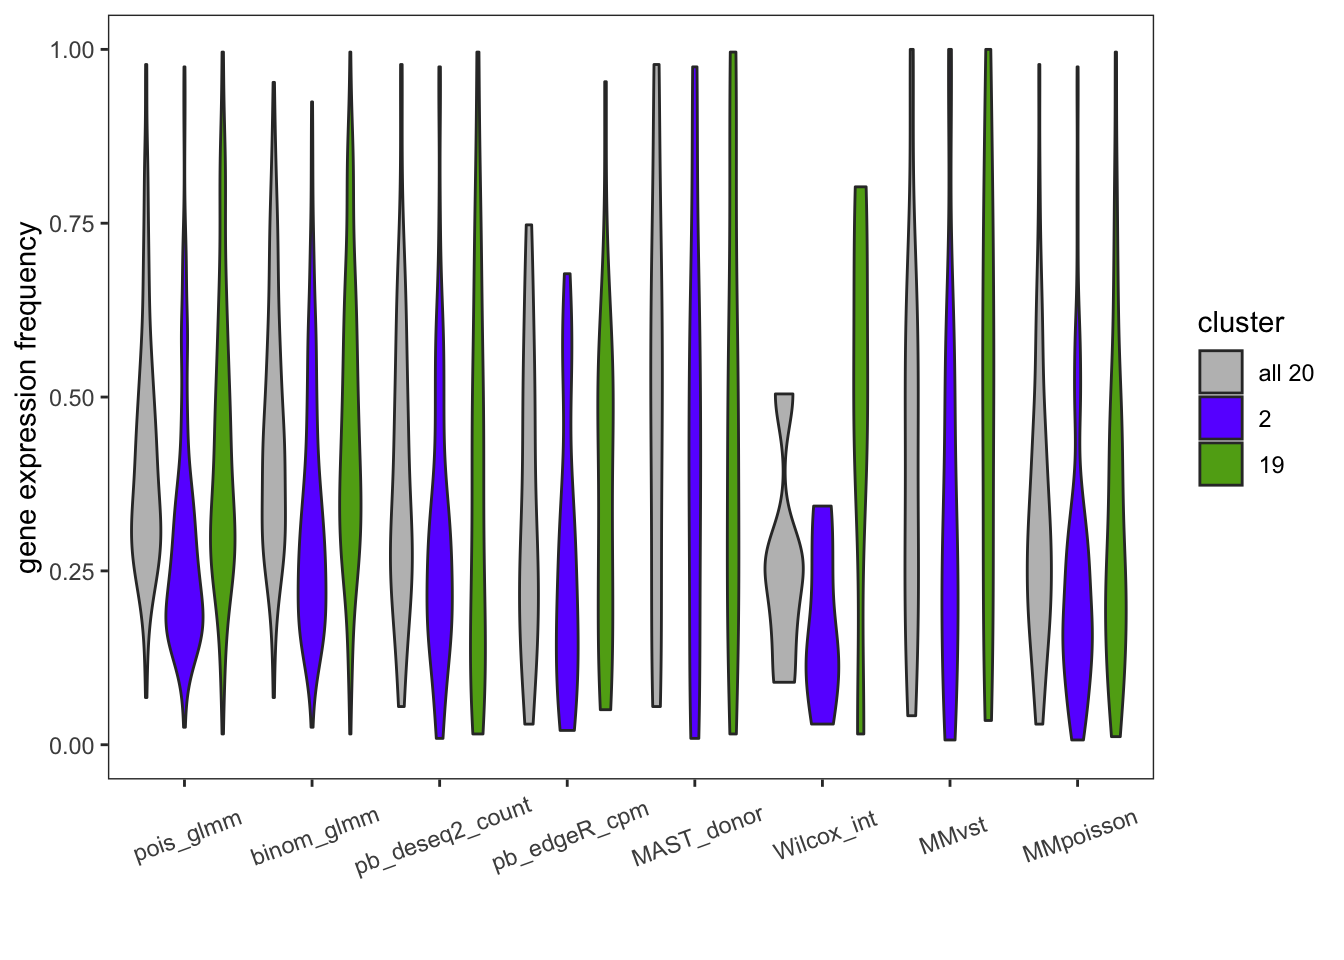 gene expression frequency
1.00
0.75
0.50
0.25
0.00
pois_glmm
binom_glmm
pb_deseq2_count
pb_edgeR_cpm
MAST_donor
Wilcox_int
MMvst
MMpoisson
cluster
all 20
2
19